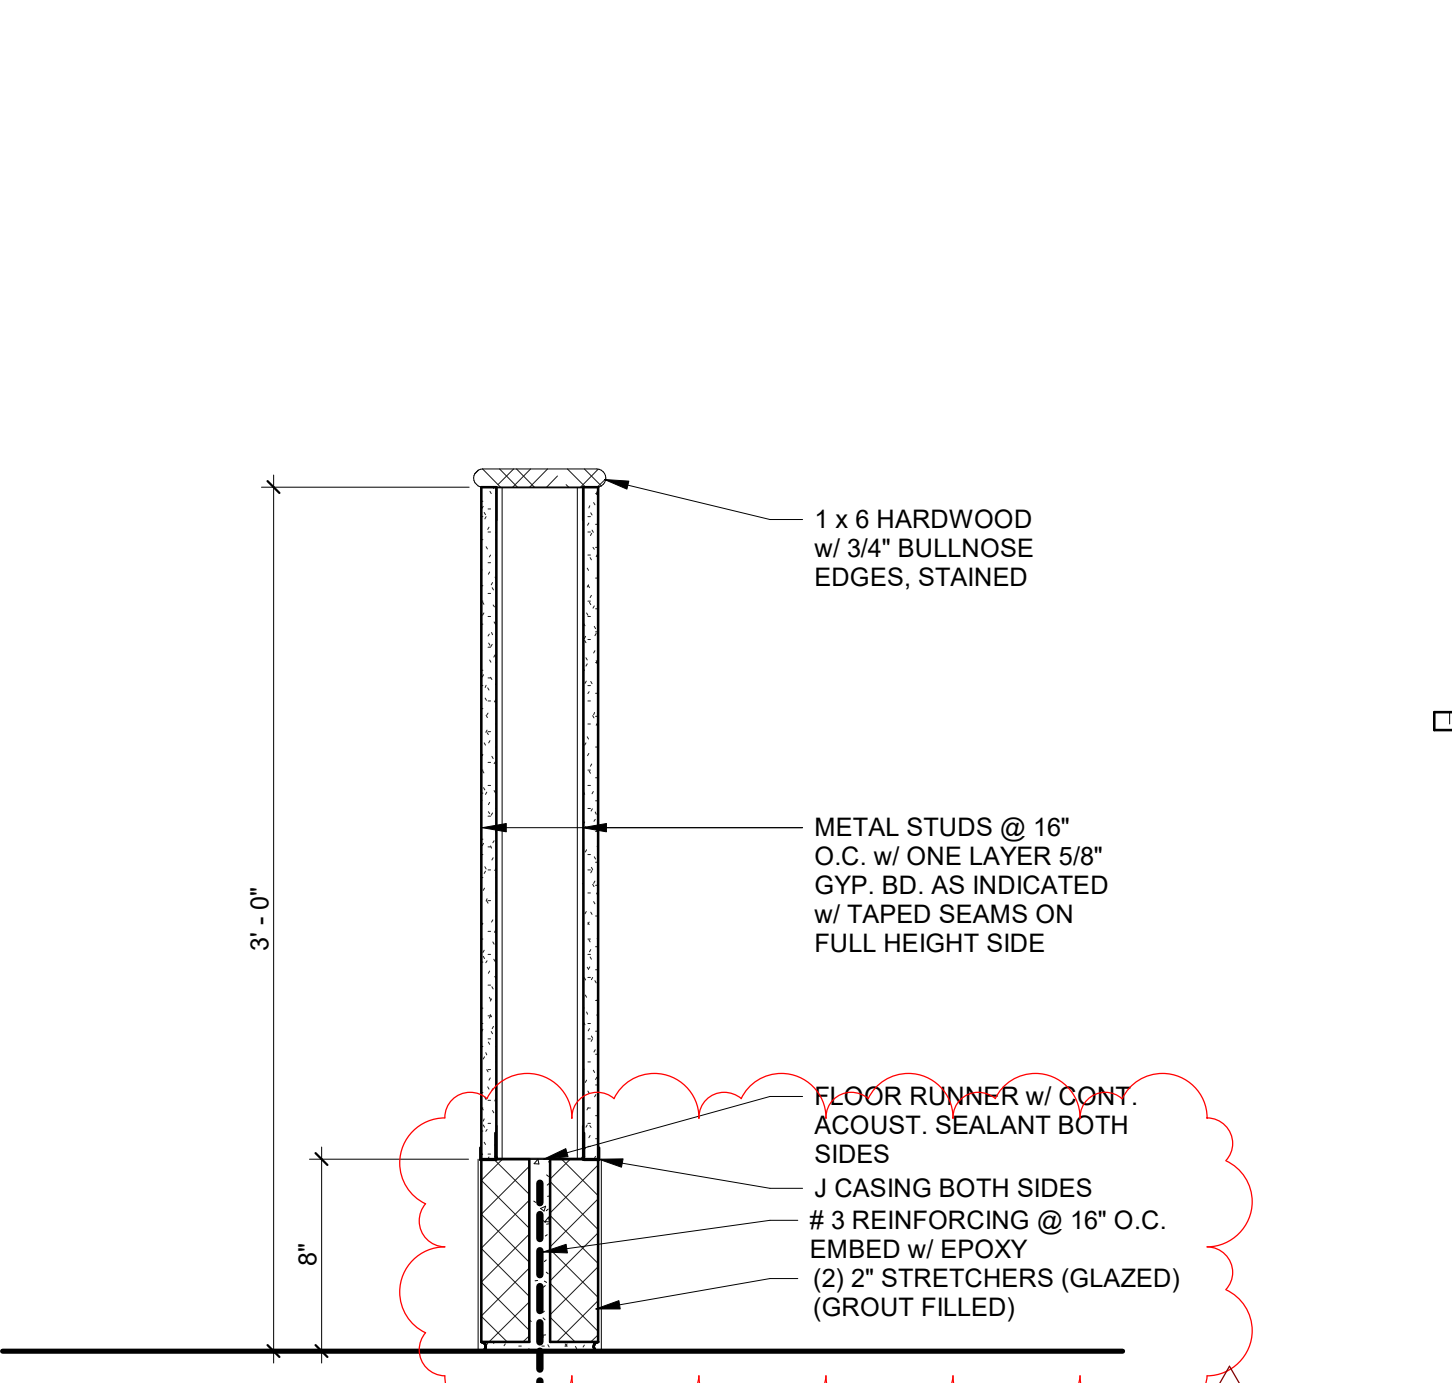 1 x 6 HARDWOOD
w/ 3/4" BULLNOSE
EDGES, STAINED
METAL STUDS @ 16"
O.C. w/ ONE LAYER 5/8"
GYP. BD. AS INDICATED
w/ TAPED SEAMS ON
FULL HEIGHT SIDE
3' - 0"
FLOOR RUNNER w/ CONT.
ACOUST. SEALANT BOTH
SIDES
J CASING BOTH SIDES
# 3 REINFORCING @ 16" O.C.
EMBED w/ EPOXY
8"
(2) 2" STRETCHERS (GLAZED)
(GROUT FILLED)